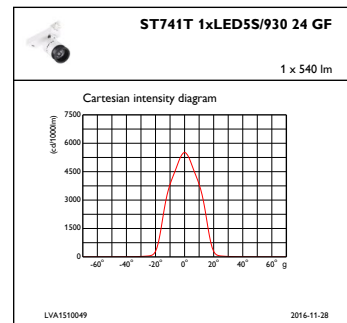 ST741T 1xLED5S/930 24 GF
1 x 540 lm
Cartesian intensity diagram
(cd/1000lm)
7500
6000
4500
3000
1500
0
-60° -40° -20° 0° 20° 40° 60° g
LVA1510049 2016-11-28